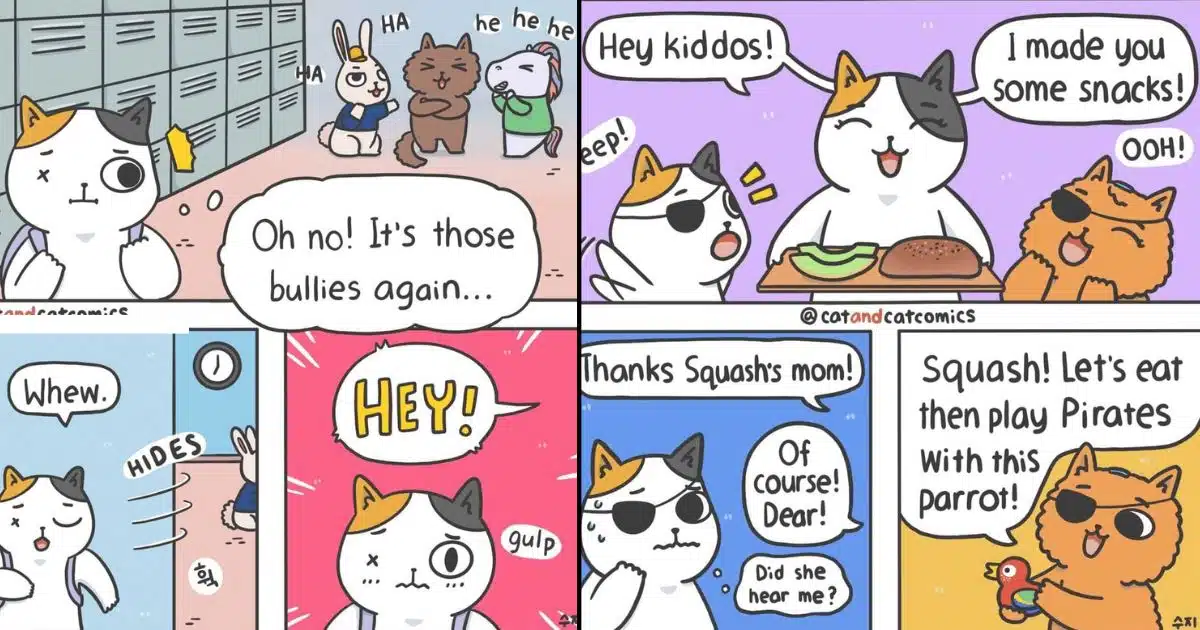 HA
HA
he he he
Oh no! It's those
bullies again...
andcatcomics
Whew.
HIDES
휙
HEY!
gulp
수지
Hey kiddos!
I made you
some snacks!
eep!
OOH!
@catandcatcomics
Thanks Squash's mom!
Of
course!
Dear!
Did she
hear me?
Squash! Let's eat
then play Pirates
with this
parrot!
수지